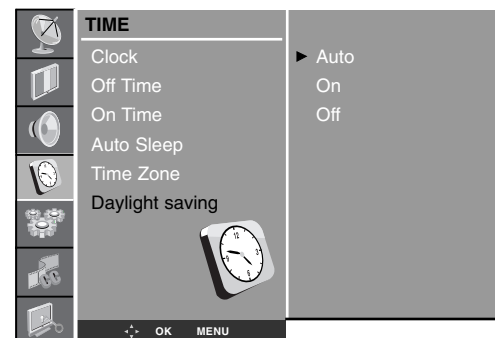 TIME
Clock
Off Time
On Time
Auto Sleep
Time Zone
Daylight saving
► Auto
On
Off
OK MENU